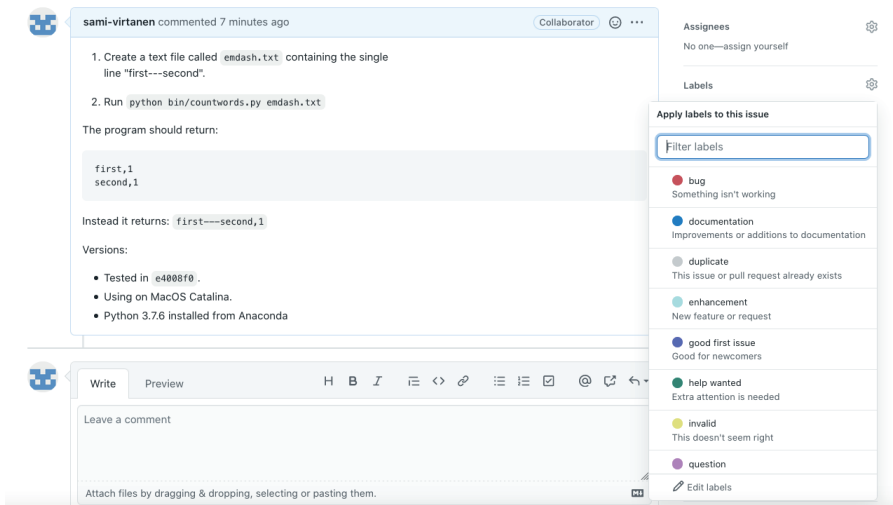 sami-virtanen commented 7 minutes ago
Collaborator
1. Create a text file called emdash.txt containing the single
line "first---second".
2. Run python bin/countwords.py emdash.txt
The program should return:
first,1
second,1
Instead it returns: first---second,1
Versions:
• Tested in e4008f0 .
• Using on MacOS Catalina.
• Python 3.7.6 installed from Anaconda
Write
Preview
Leave a comment
Attach files by dragging & dropping, selecting or pasting them.
Assignees
No one—assign yourself
Labels
Apply labels to this issue
Filter labels
bug
Something isn't working
documentation
Improvements or additions to documentation
duplicate
This issue or pull request already exists
enhancement
New feature or request
good first issue
Good for newcomers
help wanted
Extra attention is needed
invalid
This doesn't seem right
question
Edit labels